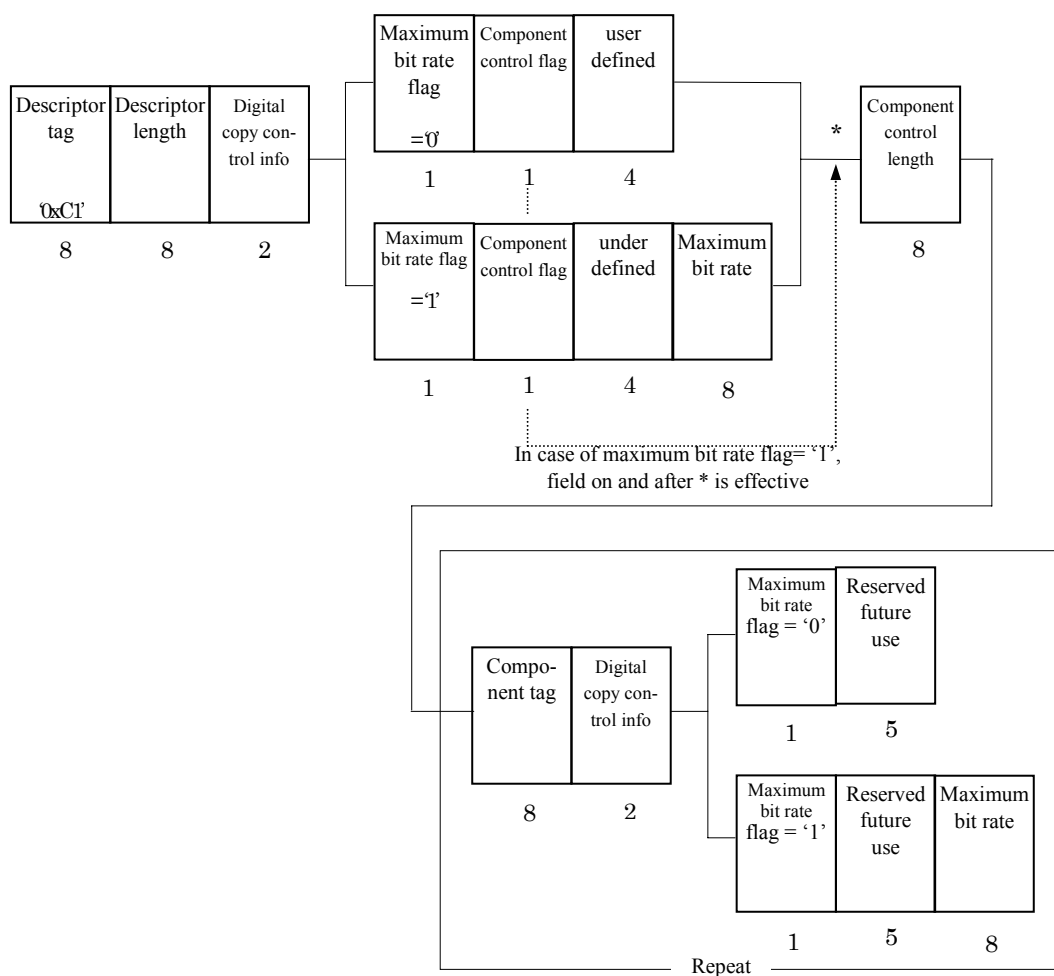 Descriptor
tag
'0xC1'
8
Descriptor
length
8
Digital
copy con-
trol info
2
Maximum
bit rate
flag
='0'
1
Component
control flag
1
user
defined
4
Maximum
bit rate flag
='1'
1
Component
control flag
1
under
defined
4
Maximum
bit rate
8
*
Component
control
length
8
In case of maximum bit rate flag= ‘1’,
field on and after * is effective
Compo-
nent tag
8
Digital
copy con-
trol info
2
Maximum
bit rate
flag = ‘0’
1
Reserved
future
use
5
Maximum
bit rate
flag = ‘1’
1
Reserved
future
use
5
Maximum
bit rate
8
Repeat